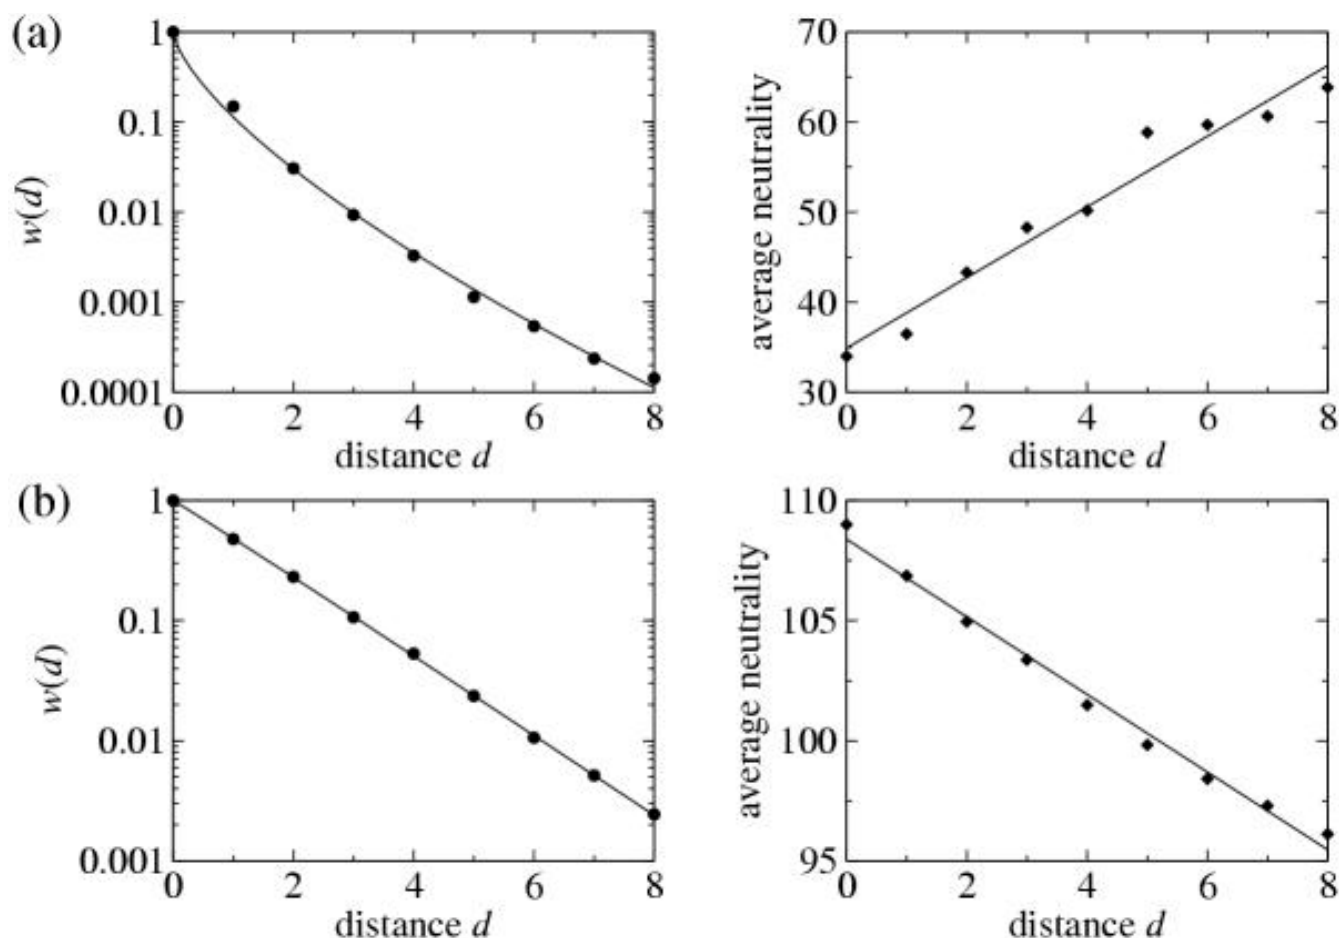 (a)
1
0.1
0.01
0.001
0.0001
w(d)
0 2 4 6 8
distance d
70
60
50
40
30
average neutrality
0 2 4 6 8
distance d
(b)
1
0.1
0.01
0.001
w(d)
0 2 4 6 8
distance d
110
105
100
95
average neutrality
0 2 4 6 8
distance d